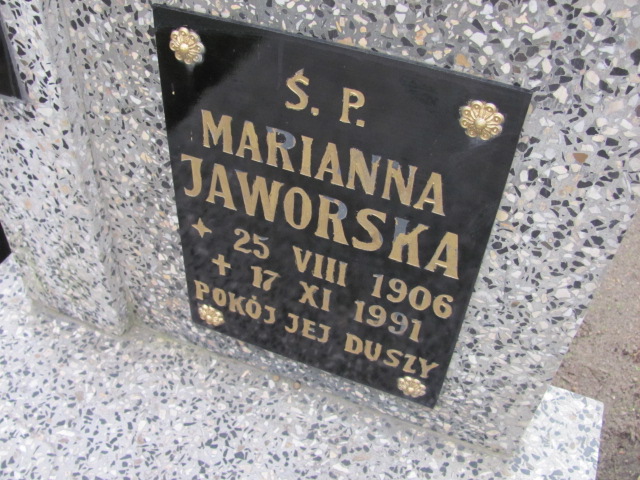 Ś. P.
MARIANNA
JAWORSKA
25 VIII 1906
17 XI 1991
POKÓJ JEJ DUSZY